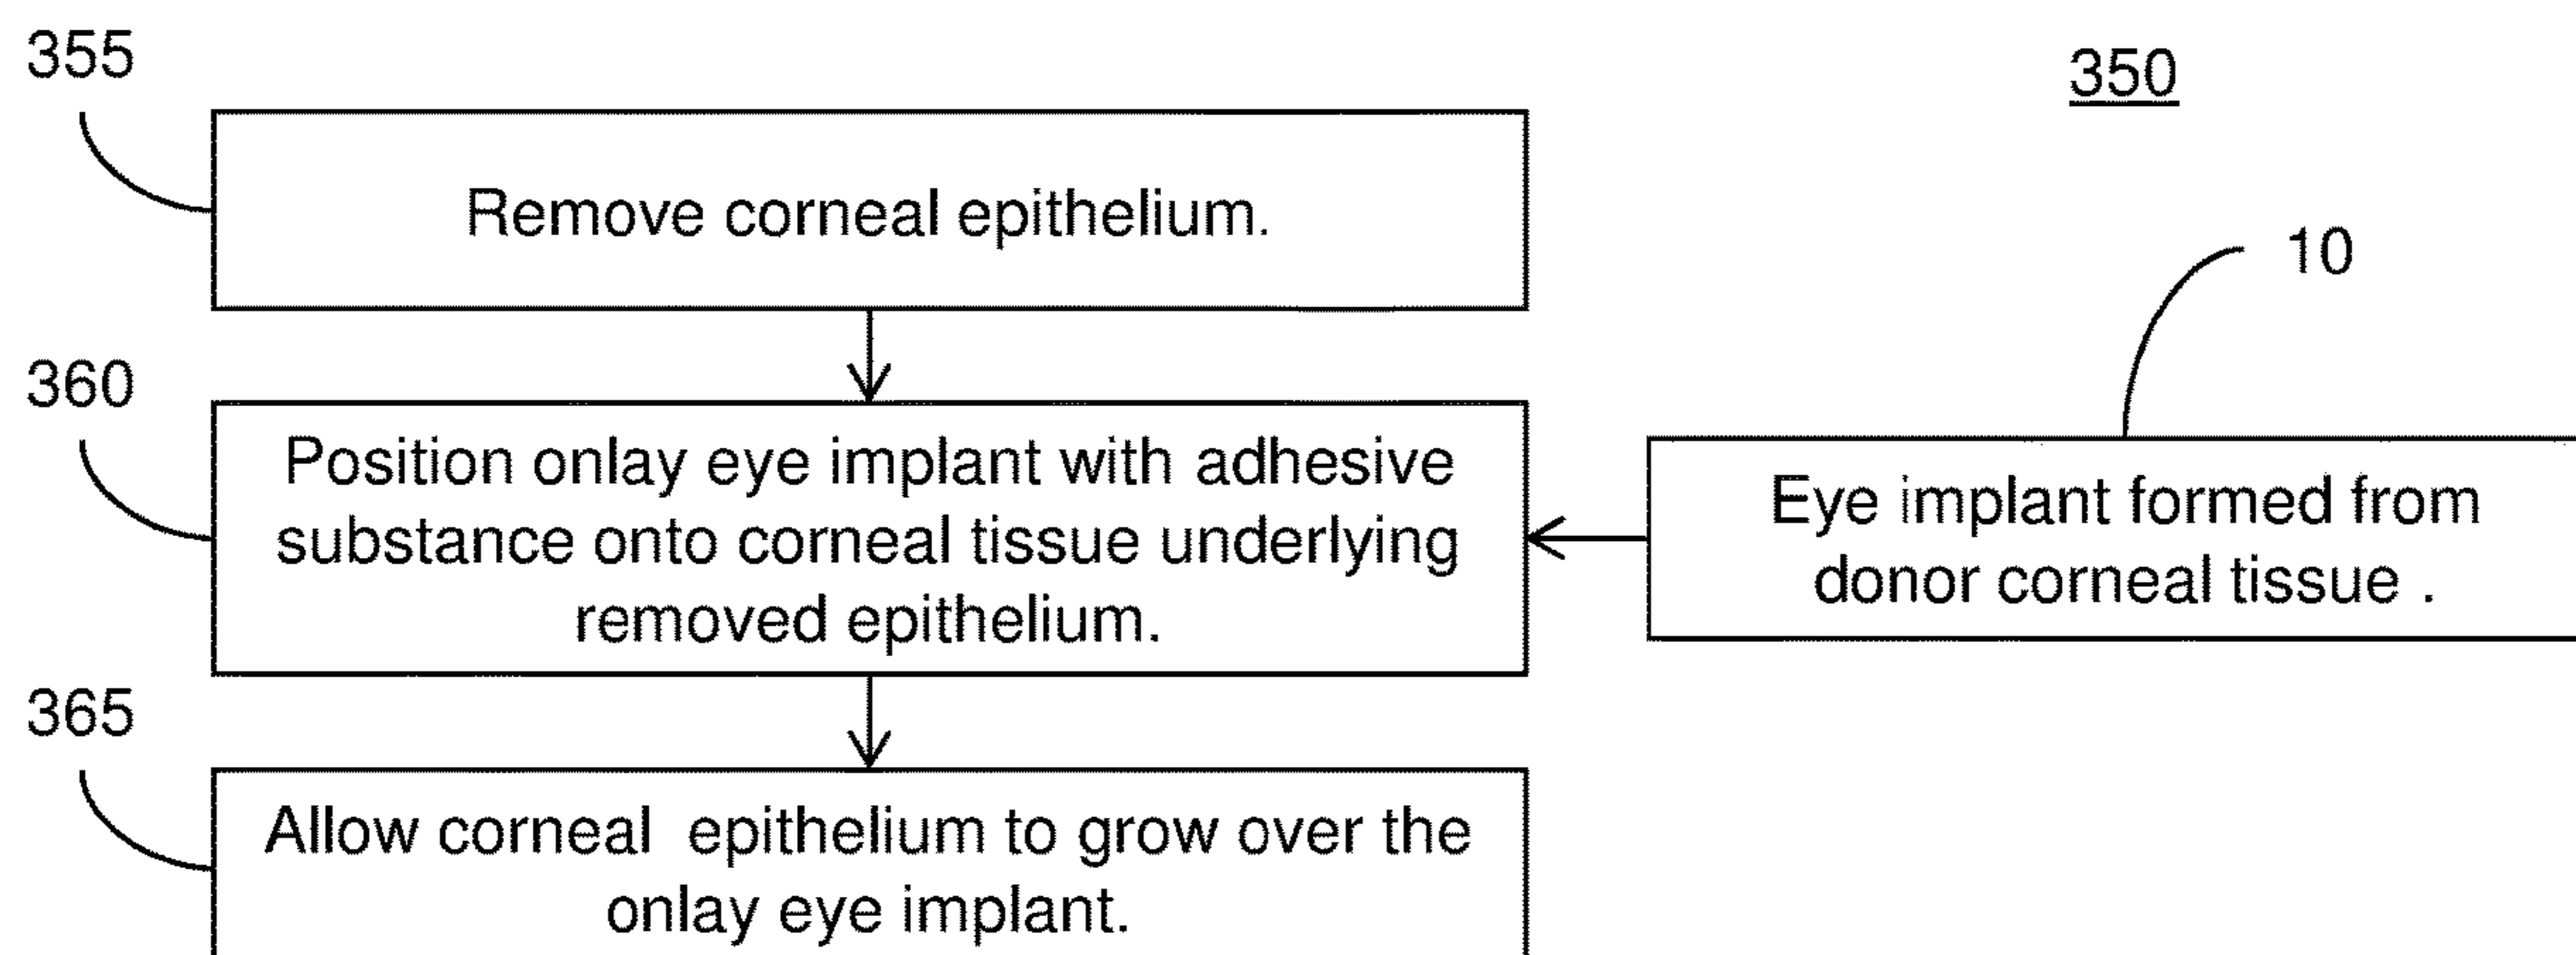 355
350
Remove corneal epithelium.
10
360
Position onlay eye implant with adhesive
substance onto corneal tissue underlying
removed epithelium.
Eye implant formed from
donor corneal tissue .
365
Allow corneal  epithelium to grow over the
onlay eye implant.